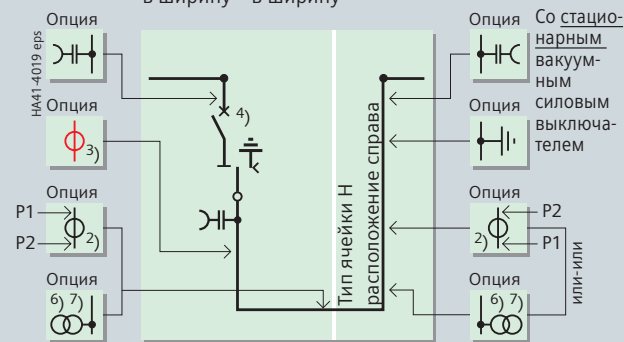 в ширину в ширину
Опция
HA41-4019 eps
Опция
3)
Опция
P1
P2
2)
Опция
6) 7)
4)
Тип ячейки H
расположение справа
Опция
Со стацио-
нарным
вакуум-
ным
силовым
выключа-
телем
Опция
Опция
P2
2)
P1
или-или
Опция
6) 7)